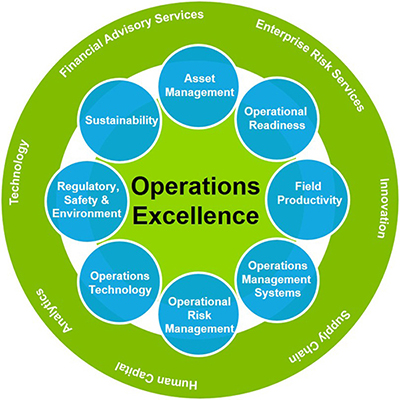 Financial Advisory Services
Enterprise Risk Services
Innovation
Supply Chain
Human Capital
Analytics
Technology
Asset
Management
Operational
Readiness
Field
Productivity
Operations
Management
Systems
Operational
Risk
Management
Operations
Technology
Regulatory,
Safety &
Environment
Sustainability
Operations
Excellence